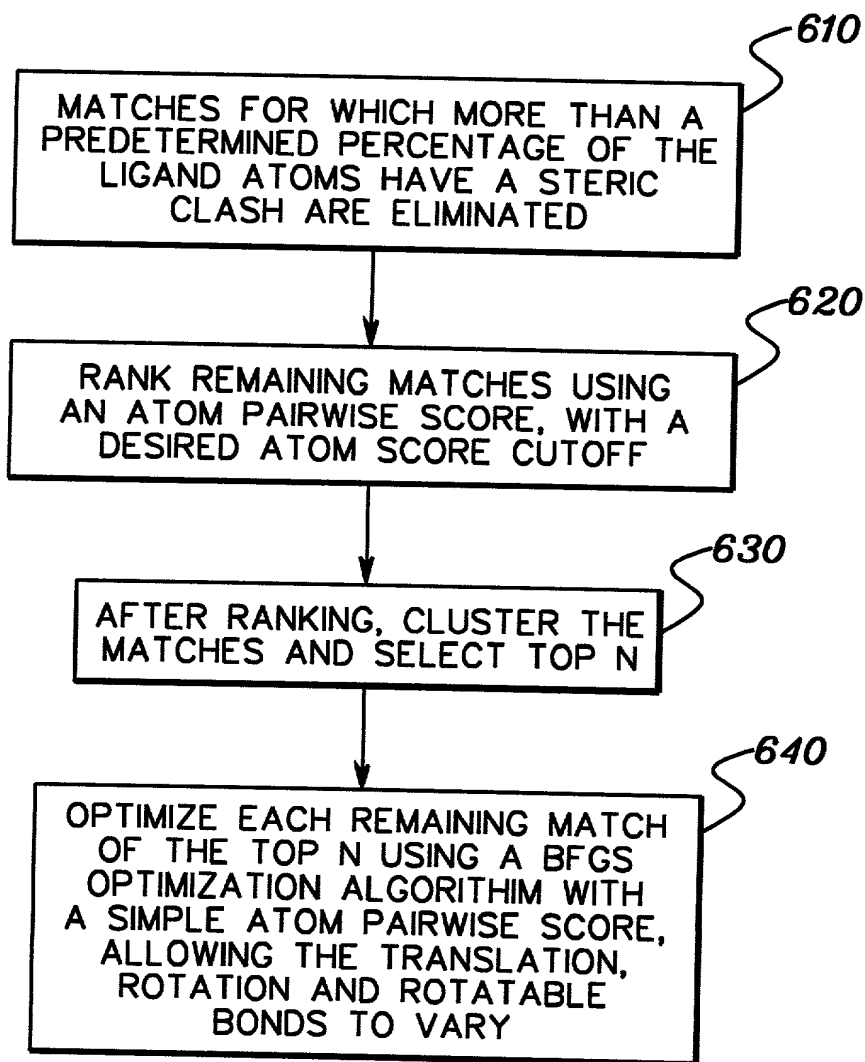 610
MATCHES FOR WHICH MORE THAN A
PREDETERMINED PERCENTAGE OF THE
LIGAND ATOMS HAVE A STERIC
CLASH ARE ELIMINATED
620
RANK REMAINING MATCHES USING
AN ATOM PAIRWISE SCORE, WITH A
DESIRED ATOM SCORE CUTOFF
630
AFTER RANKING, CLUSTER THE
MATCHES AND SELECT TOP N
640
OPTIMIZE EACH REMAINING MATCH
OF THE TOP N USING A BFGS
OPTIMIZATION ALGORITHIM WITH
A SIMPLE ATOM PAIRWISE SCORE,
ALLOWING THE TRANSLATION,
ROTATION AND ROTATABLE
BONDS TO VARY